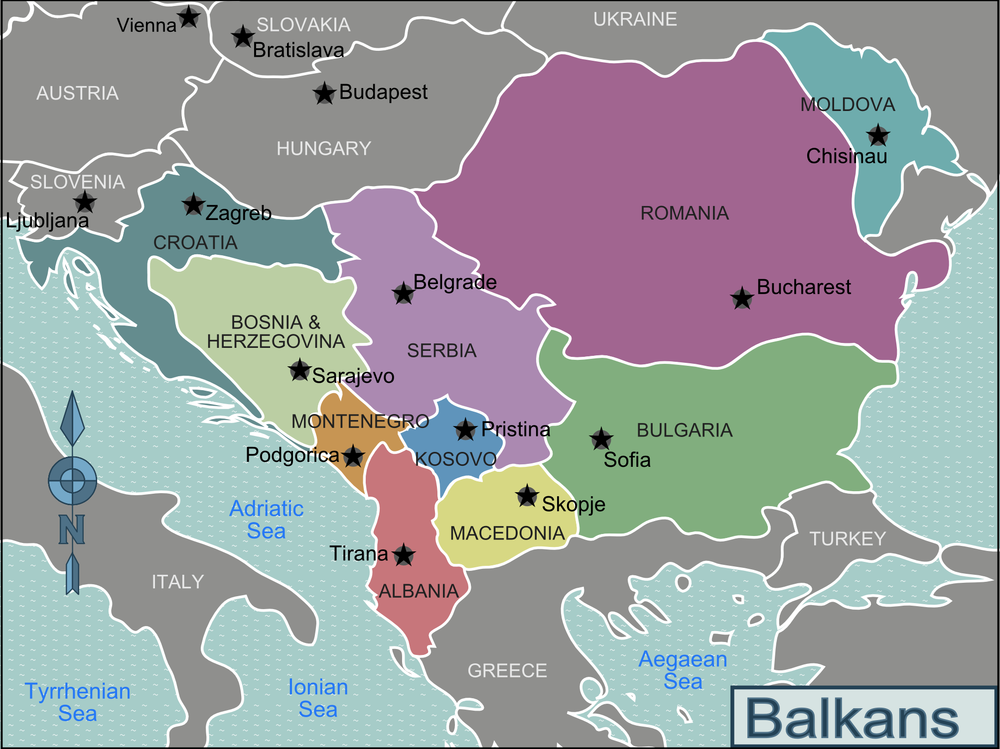 UKRAINE
Vienna
SLOVAKIA
Bratislava
AUSTRIA
Budapest
MOLDOVA
Chisinau
HUNGARY
SLOVENIA
Ljubljana
Zagreb
CROATIA
ROMANIA
Belgrade
Bucharest
BOSNIA &
HERZEGOVINA
SERBIA
Sarajevo
MONTENEGRO
Pristina
BULGARIA
Podgorica
KOSOVO
Sofia
Adriatic
Sea
Skopje
MACEDONIA
N
TURKEY
Tirana
ITALY
ALBANIA
GREECE
Aegaean
Sea
Tyrrhenian
Sea
Ionian
Sea
Balkans